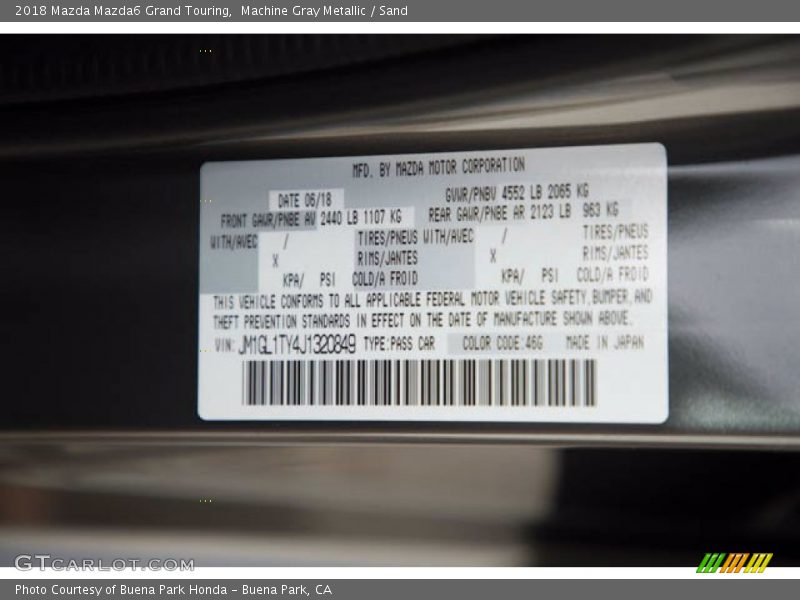 2018 Mazda Mazda6 Grand Touring,  Machine Gray Metallic / Sand
MFD. BY MAZDA MOTOR CORPORATION
DATE 06/18 GVWR/PNBV 4552 LB 2065 KG
FRONT GAWR/PNBE AV 2440 LB 1107 KG REAR GAWR/PNBE AR 2123 LB 963 KG
WITH/AVEC / TIRES/PNEUS WITH/AVEC / TIRES/PNEUS
X RIMS/JANTES X RIMS/JANTES
KPA/ PSI COLD/A FROID KPA/ PSI COLD/A FROID
THIS VEHICLE CONFORMS TO ALL APPLICABLE FEDERAL MOTOR VEHICLE SAFETY,BUMPER,AND
THEFT PREVENTION STANDARDS IN EFFECT ON THE DATE OF MANUFACTURE SHOWN ABOVE.
VIN: JM1GL1TY4J1320849 TYPE:PASS CAR COLOR CODE:46G MADE IN JAPAN
GTCARLOT.COM
Photo Courtesy of Buena Park Honda – Buena Park, CA